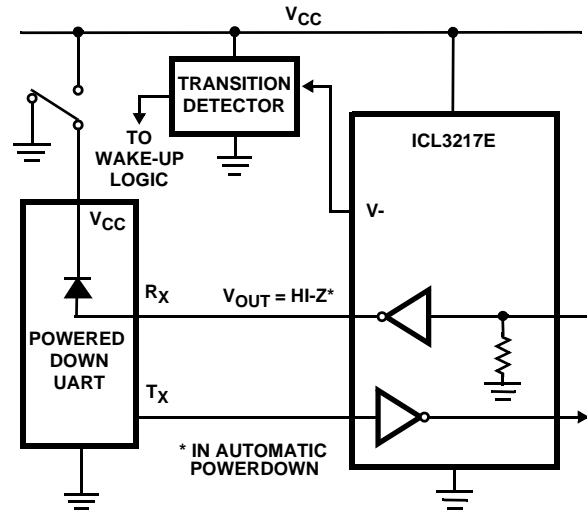 VCC
TRANSITION
DETECTOR
TO
WAKE-UP
LOGIC
ICL3217E
V-
VCC
RX
VOUT = HI-Z*
POWERED
DOWN
UART
TX
* IN AUTOMATIC
POWERDOWN